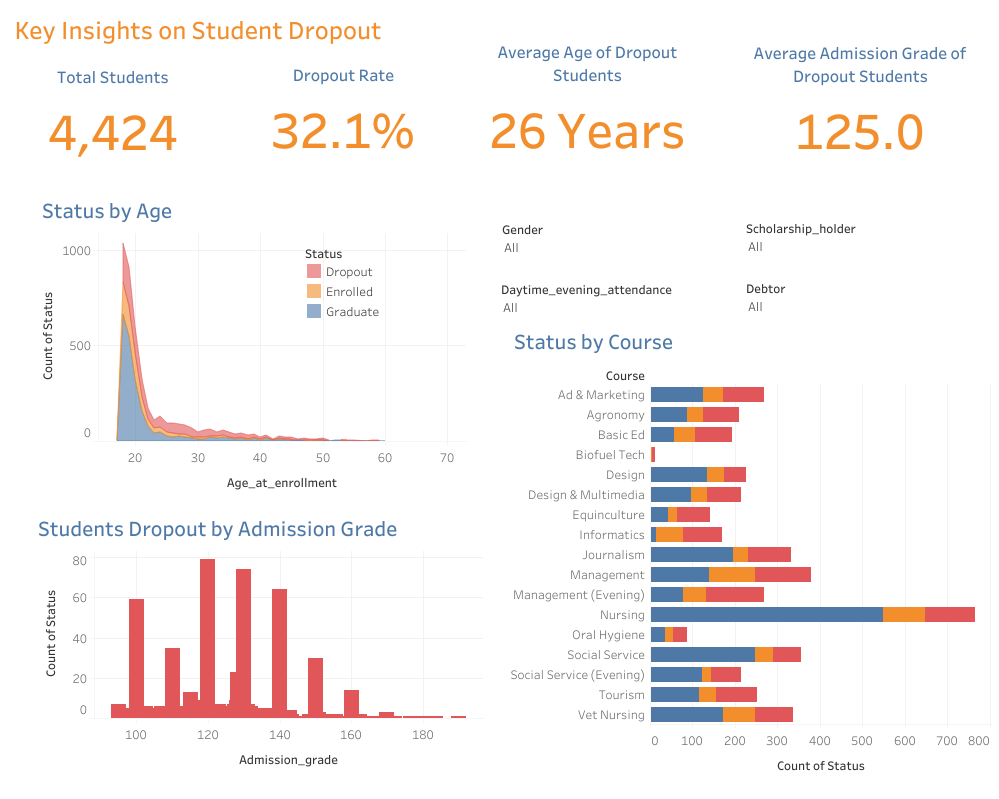 Key Insights on Student Dropout
Total Students
4,424
Dropout Rate
32.1%
Average Age of Dropout
Students
26 Years
Average Admission Grade of
Dropout Students
125.0
Status by Age
1000
500
0
Count of Status
20 30 40 50 60 70
Age_at_enrollment
Status
Dropout
Enrolled
Graduate
Students Dropout by Admission Grade
80
60
40
20
0
Count of Status
100 120 140 160 180
Admission_grade
Gender
All
Scholarship_holder
All
Daytime_evening_attendance
All
Debtor
All
Status by Course
Course
Ad & Marketing
Agronomy
Basic Ed
Biofuel Tech
Design
Design & Multimedia
Equinculture
Informatics
Journalism
Management
Management (Evening)
Nursing
Oral Hygiene
Social Service
Social Service (Evening)
Tourism
Vet Nursing
0 100 200 300 400 500 600 700 800
Count of Status